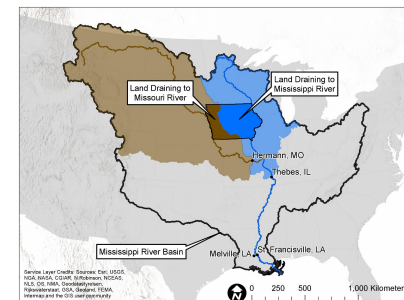 Land Draining to
Mississippi River
Land Draining to
Missouri River
Hermann, MO
Thebes, IL
Mississippi River Basin
Melville, LA
St. Francisville, LA
Service Layer Credits: Sources: Esri, USGS,
NGA, NASA, CGIAR, N Robinson, NCEAS,
NLS, OS, NMA, Geodatastyrelsen,
Rijkswaterstaat, GSA, Geoland, FEMA,
Intermap and the GIS user community
N
0 250 500 1,000 Kilometers